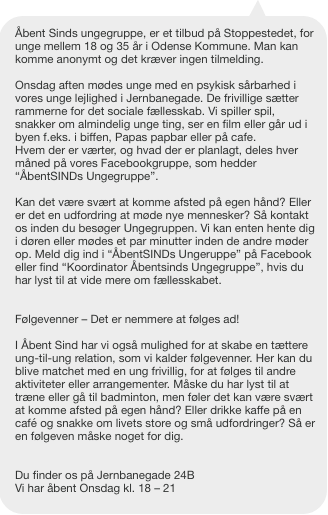 Åbent Sinds ungegruppe, er et tilbud på Stoppestedet, for
unge mellem 18 og 35 år i Odense Kommune. Man kan
komme anonymt og det kræver ingen tilmelding.

Onsdag aften mødes unge med en psykisk sårbarhed i
vores unge lejlighed i Jernbanegade. De frivillige sætter
rammerne for det sociale fællesskab. Vi spiller spil,
snakker om almindelig unge ting, ser en film eller går ud i
byen f.eks. i biffen, Papas papbar eller på cafe.
Hvem der er værter, og hvad der er planlagt, deles hver
måned på vores Facebookgruppe, som hedder
“ÅbentSINDs Ungegruppe”.

Kan det være svært at komme afsted på egen hånd? Eller
er det en udfordring at møde nye mennesker? Så kontakt
os inden du besøger Ungegruppen. Vi kan enten hente dig
i døren eller mødes et par minutter inden de andre møder
op. Meld dig ind i “ÅbentSINDs Ungeruppe” på Facebook
eller find “Koordinator Åbentsinds Ungegruppe”, hvis du
har lyst til at vide mere om fællesskabet.

Følgevenner – Det er nemmere at følges ad!

I Åbent Sind har vi også mulighed for at skabe en tættere
ung-til-ung relation, som vi kalder følgevenner. Her kan du
blive matchet med en ung frivillig, for at følges til andre
aktiviteter eller arrangementer. Måske du har lyst til at
træne eller gå til badminton, men føler det kan være svært
at komme afsted på egen hånd? Eller drikke kaffe på en
café og snakke om livets store og små udfordringer? Så er
en følgeven måske noget for dig.

Du finder os på Jernbanegade 24B
Vi har åbent Onsdag kl. 18 – 21